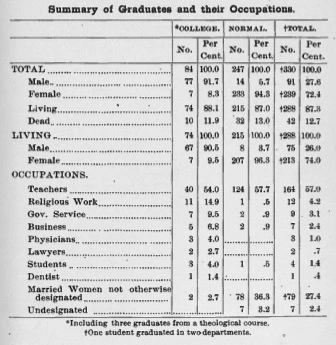 Summary of Graduates and their Occupations.
*COLLEGE. NORMAL. †TOTAL.
No. Per Cent. No. Per Cent. No. Per Cent.
TOTAL 84 100.0 247 100.0 †330 100.0
Male 77 91.7 14 5.7 91 27.6
Female 7 8.3 233 94.3 †239 72.4
Living 74 88.1 215 87.0 †288 87.3
Dead 10 11.9 32 13.0 42 12.7
LIVING 74 100.0 215 100.0 †288 100.0
Male 67 90.5 8 3.7 75 26.0
Female 7 9.5 207 96.3 †213 74.0
OCCUPATIONS.
Teachers 40 54.0 124 57.7 164 57.0
Religious Work 11 14.9 1 .5 12 4.2
Gov. Service 7 9.5 2 .9 9 3.1
Business 5 6.8 2 .9 7 2.4
Physicians 3 4.0 3 1.0
Lawyers 2 2.7 2 .7
Students 3 4.0 1 .5 4 1.4
Dentist 1 1.4 1 .4
Married Women not otherwise
designated 2 2.7 78 36.3 †79 27.4
Undesignated 7 3.2 7 2.4
*Including three graduates from a theological course.
†One student graduated in two departments.